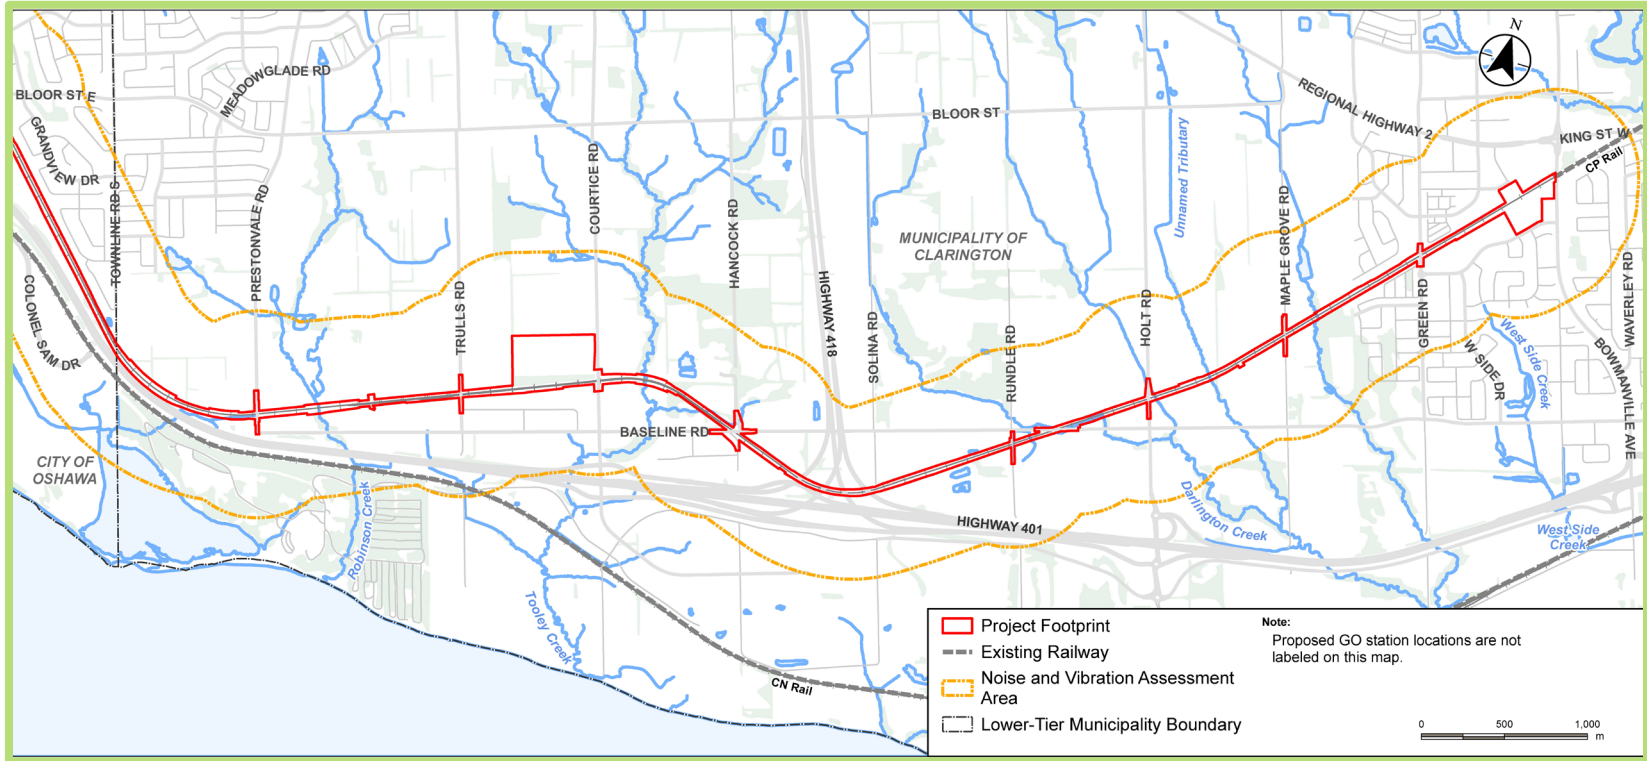 N
BLOOR ST E
MEADOWGLADE RD
GRANDVIEW DR
TOWNLINE RD S
PRESTONVALE RD
COLONEL SAM DR
CITY OF
OSHAWA
TRULLS RD
COURTICE RD
HANCOCK RD
BASELINE RD
HIGHWAY 418
SOLINA RD
BLOOR ST
MUNICIPALITY OF
CLARINGTON
RUNDLE RD
HOLT RD
Unnamed Tributary
MAPLE GROVE RD
REGIONAL HIGHWAY 2
KING ST W
CP Rail
GREEN RD
W SIDE DR
West Side Creek
BOWMANVILLE AVE
WAVERLEY RD
Robinson Creek
Tooley Creek
CN Rail
HIGHWAY 401
Darlington Creek
West Side
Creek
Project Footprint
Existing Railway
Noise and Vibration Assessment
Area
Lower-Tier Municipality Boundary
Note:
Proposed GO station locations are not
labeled on this map.
0 500 1,000
m